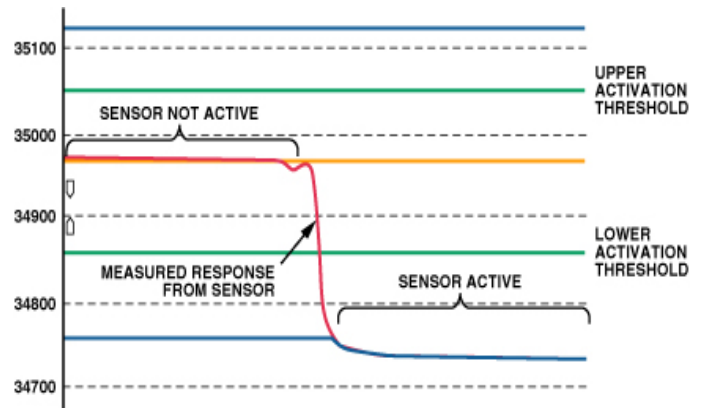 35100
UPPER
ACTIVATION
THRESHOLD
SENSOR NOT ACTIVE
35000
34900
LOWER
ACTIVATION
THRESHOLD
MEASURED RESPONSE
FROM SENSOR
SENSOR ACTIVE
34800
34700